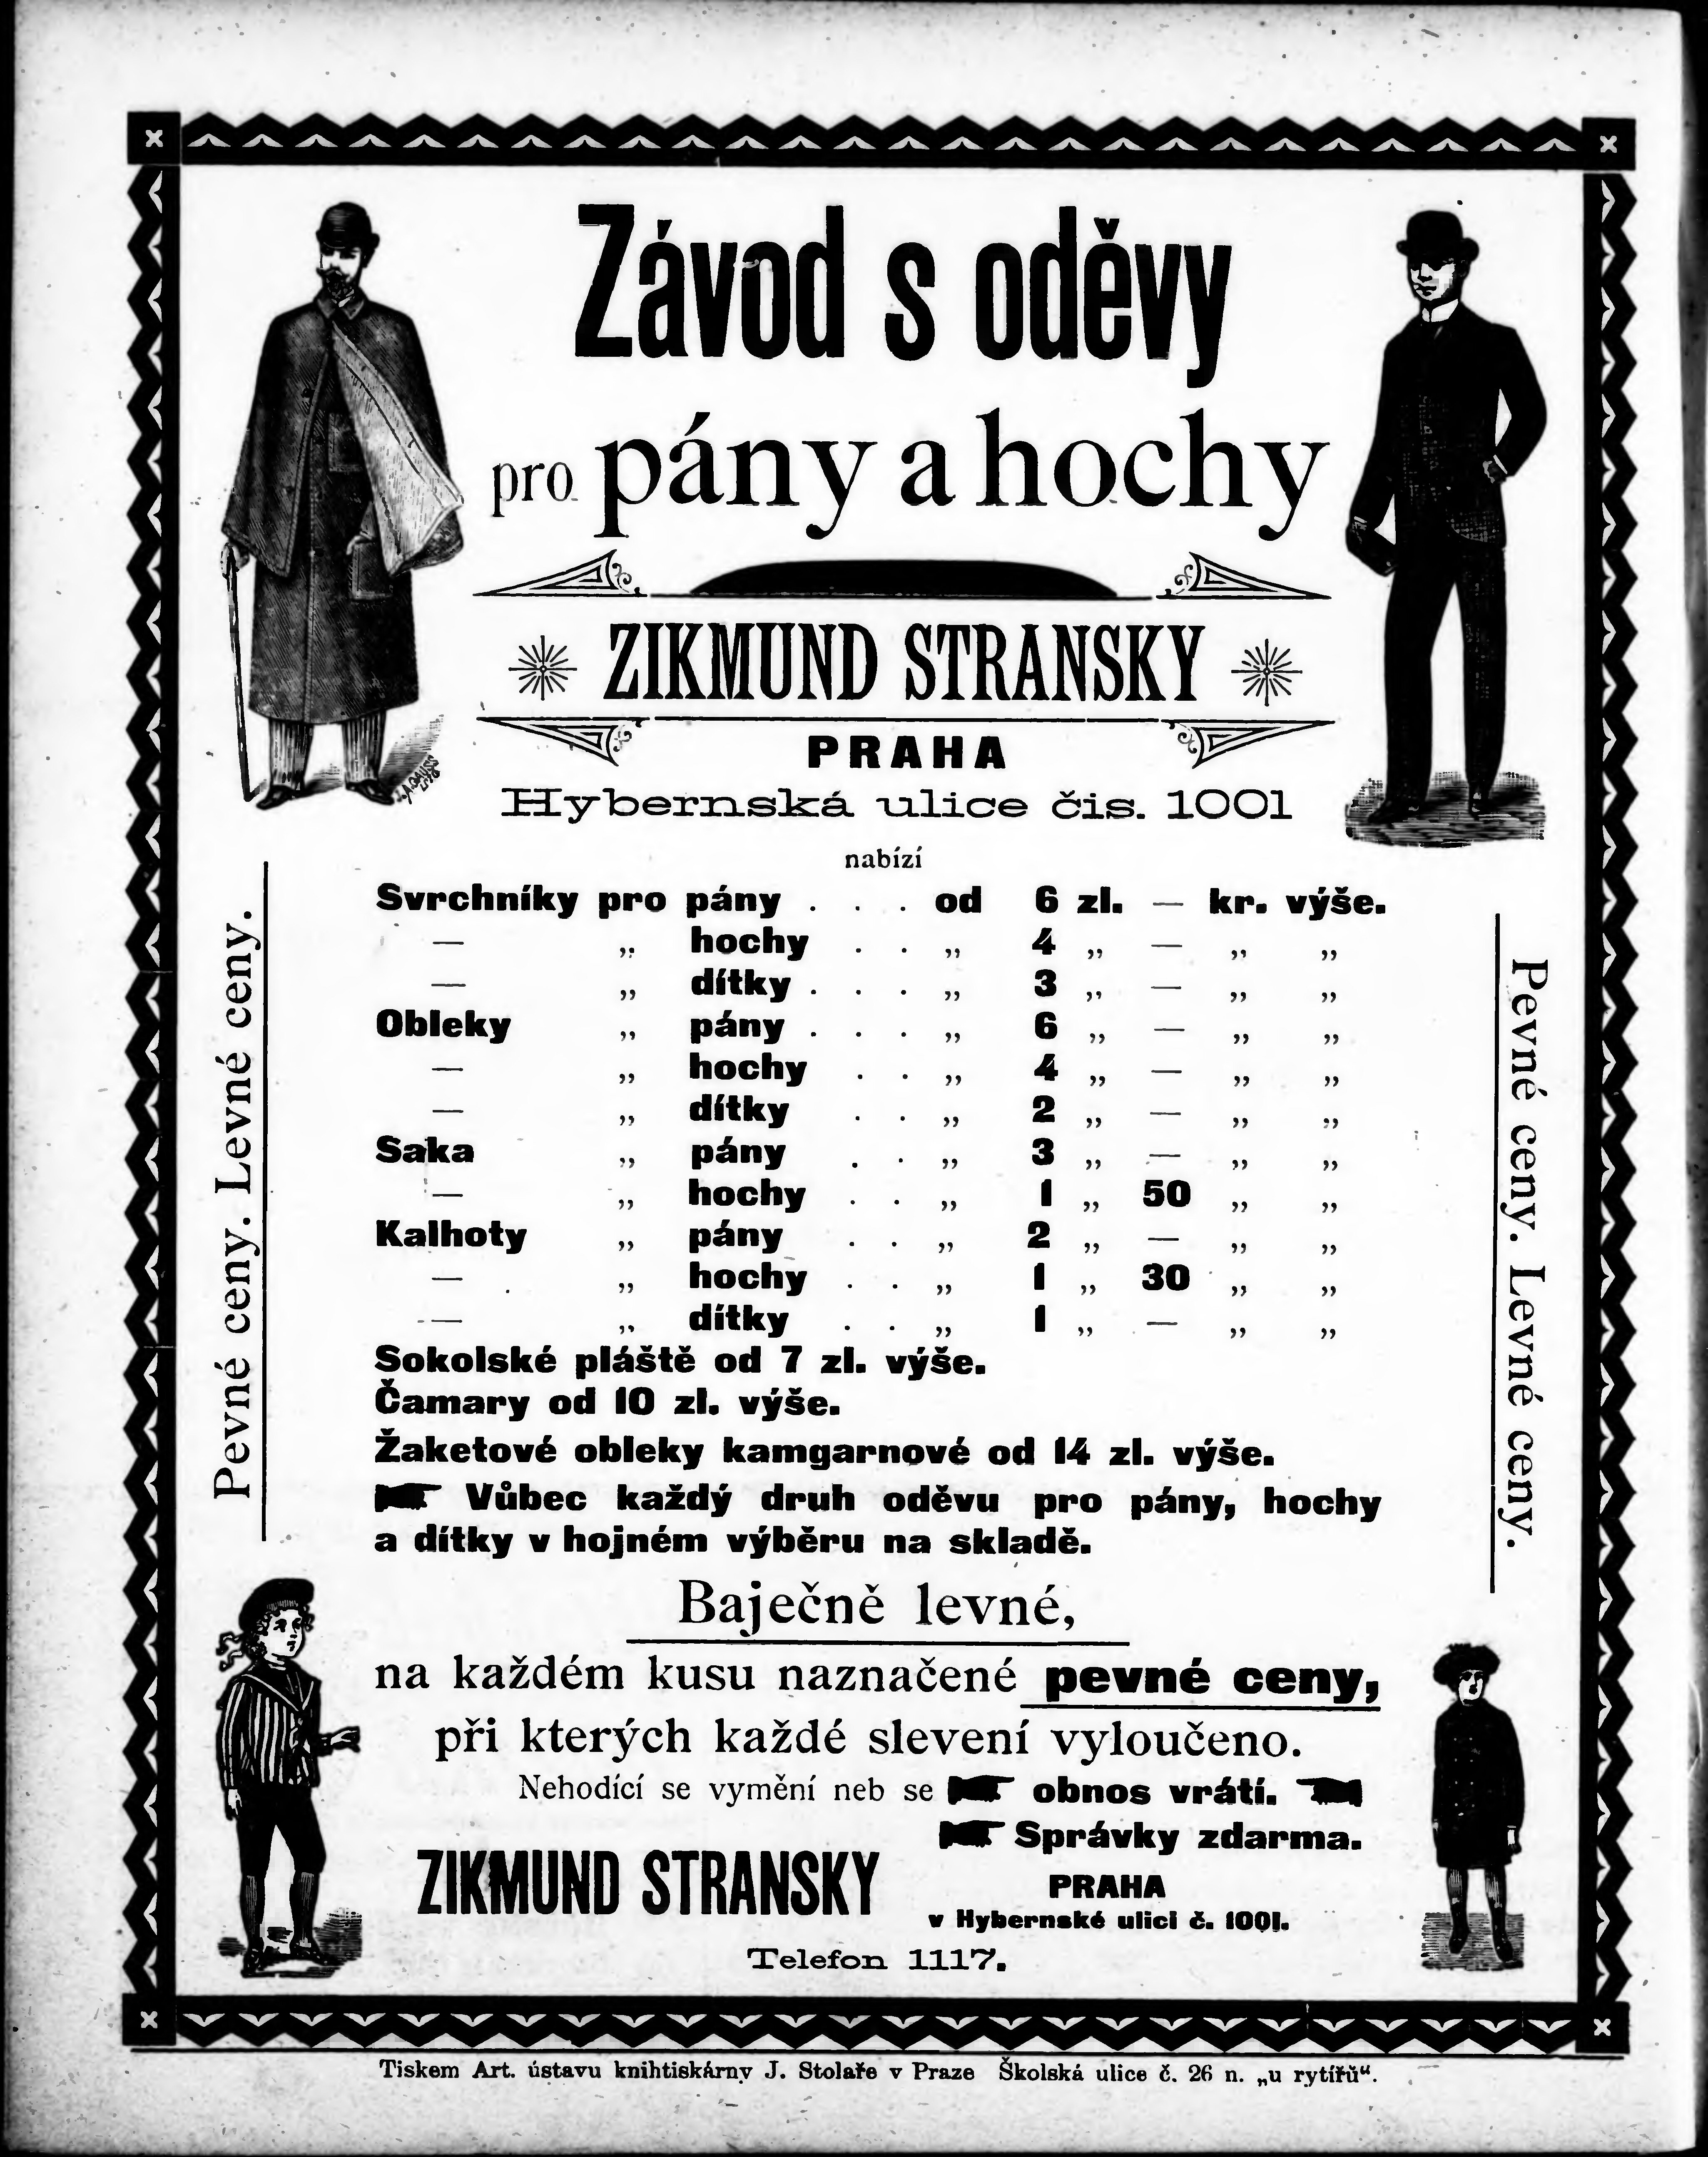 Závod s oděvy
pro pány a hochy
ZIKMUND STRANSKY
PRAHA
Hybernská ulice čis. 1001
nabízí
Svrchníky pro pány . . . od 6 zl. — kr. výše.
— „ hochy . . „ 4 „ — „ „
— „ dítky . . . „ 3 „ — „ „
Obleky „ pány . . . „ 6 „ — „ „
— „ hochy . . „ 4 „ — „ „
— „ dítky . . „ 2 „ — „ „
Saka „ pány . . „ 3 „ — „ „
— „ hochy . . „ 1 „ 50 „ „
Kalhoty „ pány . . „ 2 „ — „ „
— „ hochy . . „ 1 „ 30 „ „
— „ dítky . . „ 1 „ — „ „
Sokolské pláště od 7 zl. výše.
Čamary od 10 zl. výše.
Žaketové obleky kamgarnové od 14 zl. výše.
Vůbec každý druh oděvu pro pány, hochy
a dítky v hojném výběru na skladě.
Pevné ceny. Levné ceny.
Pevné ceny. Levné ceny.
Baječně levné,
na každém kusu naznačené pevné ceny,
při kterých každé slevení vyloučeno.
Nehodící se vymění neb se obnos vrátí.
Správky zdarma.
ZIKMUND STRANSKY
PRAHA
v Hybernské ulici č. 1001.
Telefon 1117.
Tiskem Art. ústavu knihtiskárny J. Stolaře v Praze Školská ulice č. 26 n. „u rytířů“.